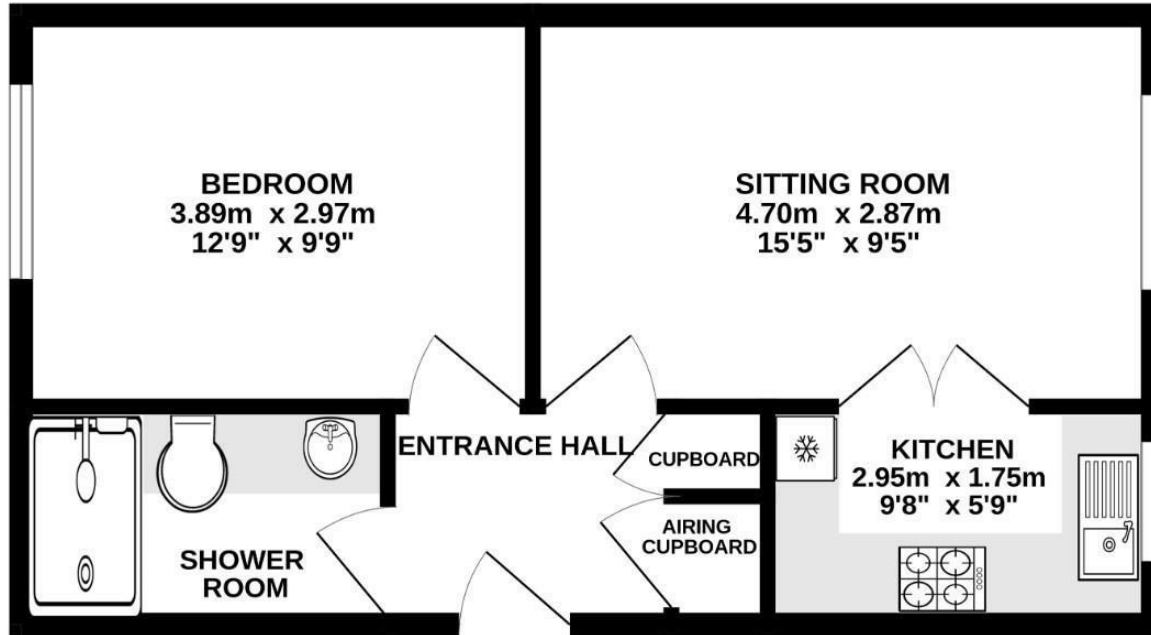 BEDROOM
3.89m x 2.97m
12'9" x 9'9"
SITTING ROOM
4.70m x 2.87m
15'5" x 9'5"
ENTRANCE HALL
CUPBOARD
KITCHEN
2.95m x 1.75m
9'8" x 5'9"
AIRING
CUPBOARD
SHOWER
ROOM